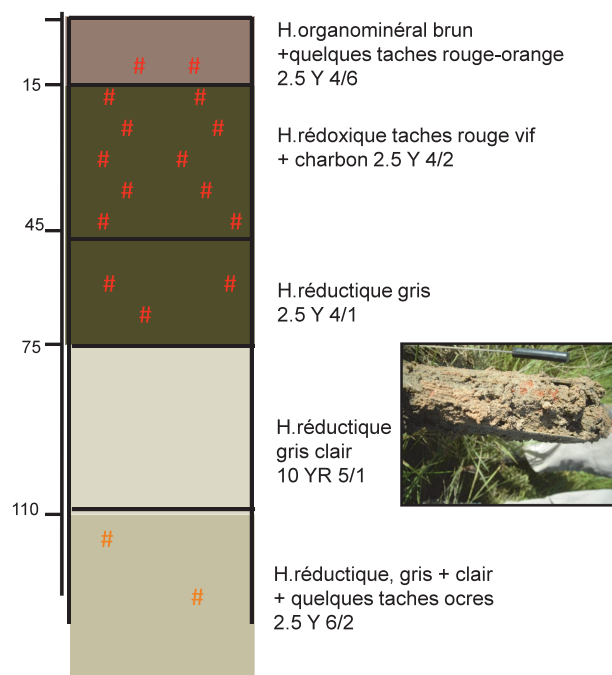 H.organominéral brun
+quelques taches rouge-orange
2.5 Y 4/6
# #
15
# #
# #
H.rédoxique taches rouge vif
+ charbon 2.5 Y 4/2
# #
# #
45
# #
# #
H.réductique gris
2.5 Y 4/1
#
75
H.réductique
gris clair
10 YR 5/1
110
#
H.réductique, gris + clair
+ quelques taches ocres
2.5 Y 6/2
#